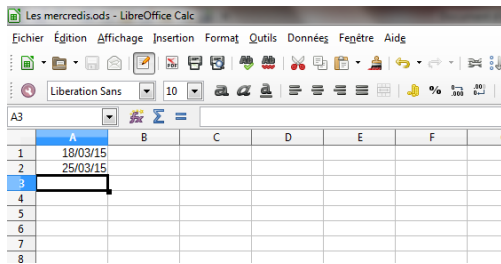 Les mercredis.ods - LibreOffice Calc
Fichier Édition Affichage Insertion Format Outils Données Fenêtre Aide
Liberation Sans 10 a a a %
A3
A B C D E F
1 18/03/15
2 25/03/15
3
4
5
6
7
8